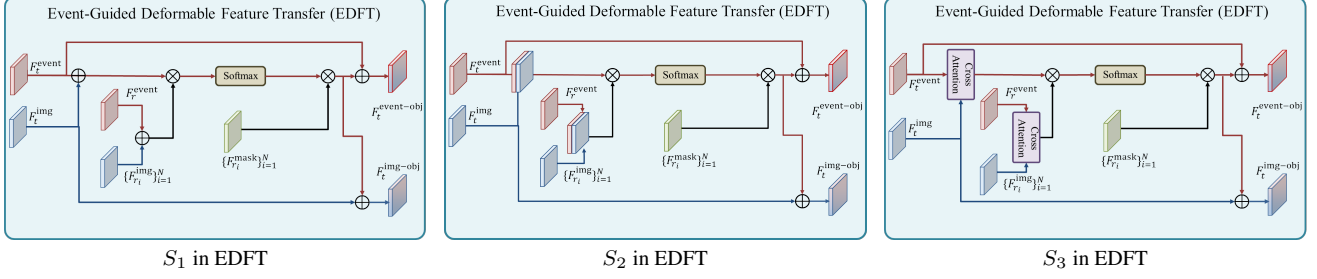 Event-Guided Deformable Feature Transfer (EDFT)
F_t^event
Softmax
F_r^event
F_t^img
F_t^event−obj
{F_{r_i}^mask}_{i=1}^N
{F_{r_i}^img}_{i=1}^N
F_t^img−obj
S_1 in EDFT
Event-Guided Deformable Feature Transfer (EDFT)
F_t^event
Softmax
F_r^event
F_t^img
F_t^event−obj
{F_{r_i}^mask}_{i=1}^N
{F_{r_i}^img}_{i=1}^N
F_t^img−obj
S_2 in EDFT
Event-Guided Deformable Feature Transfer (EDFT)
F_t^event
Cross
Attention
Softmax
F_r^event
F_t^img
Cross
Attention
F_t^event−obj
{F_{r_i}^mask}_{i=1}^N
{F_{r_i}^img}_{i=1}^N
F_t^img−obj
S_3 in EDFT